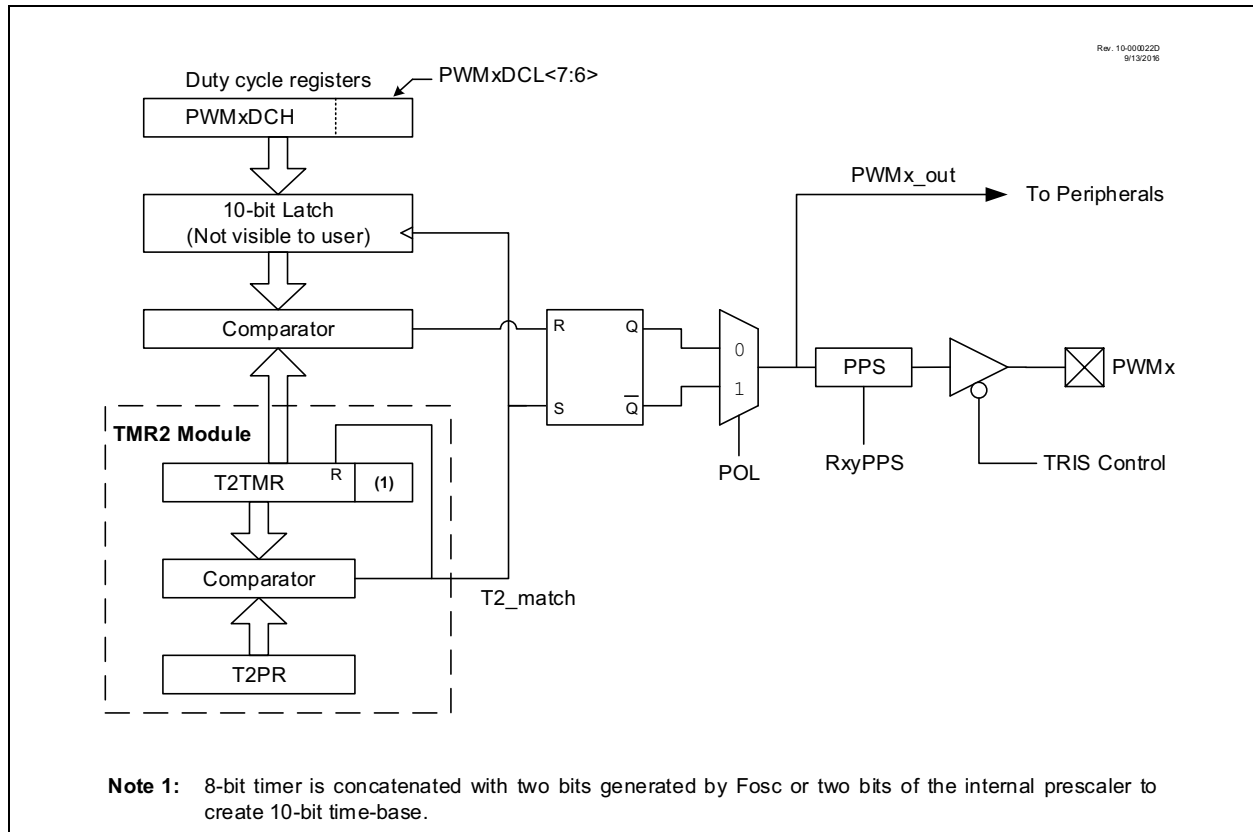 Rev. 10-000022D
9/13/2016
Duty cycle registers
PWMxDCL<7:6>
PWMxDCH
10-bit Latch
(Not visible to user)
PWMx_out
To Peripherals
Comparator
R
Q
S
Q̅
0
1
POL
PPS
RxyPPS
PWMx
TRIS Control
TMR2 Module
T2TMR
R
(1)
Comparator
T2_match
T2PR
Note 1: 8-bit timer is concatenated with two bits generated by Fosc or two bits of the internal prescaler to
create 10-bit time-base.